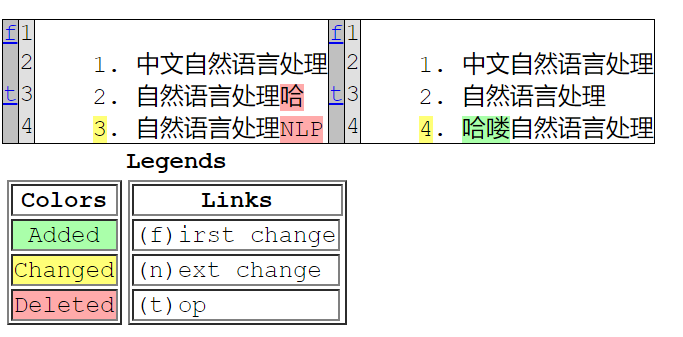 f 1 f 1
2 1. 中文自然语言处理 2 1. 中文自然语言处理
t 3 2. 自然语言处理哈 t 3 2. 自然语言处理
4 3. 自然语言处理NLP 4 4. 哈喽自然语言处理
Legends
Colors Links
Added (f)irst change
Changed (n)ext change
Deleted (t)op